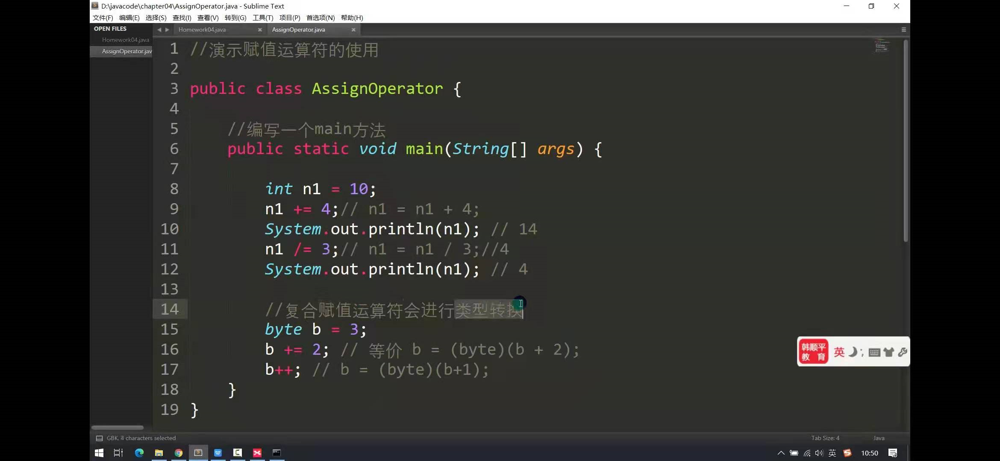 D:\javacode\chapter04\AssignOperator.java - Sublime Text
文件(F) 编辑(E) 选择(S) 查找(I) 查看(V) 转到(G) 工具(T) 项目(P) 首选项(N) 帮助(H)
OPEN FILES
Homework04.java
AssignOperator.jav
Homework04.java AssignOperator.java
1 //演示赋值运算符的使用
2
3 public class AssignOperator {
4
5 //编写一个main方法
6 public static void main(String[] args) {
7
8 int n1 = 10;
9 n1 += 4;// n1 = n1 + 4;
10 System.out.println(n1); // 14
11 n1 /= 3;// n1 = n1 / 3;//4
12 System.out.println(n1); // 4
13
14 //复合赋值运算符会进行类型转换
15 byte b = 3;
16 b += 2; // 等价 b = (byte)(b + 2);
17 b++; // b = (byte)(b+1);
18 }
19 }
韩顺平
教 育
英
GBK, 4 characters selected
Tab Size: 4 Java
英 10:50